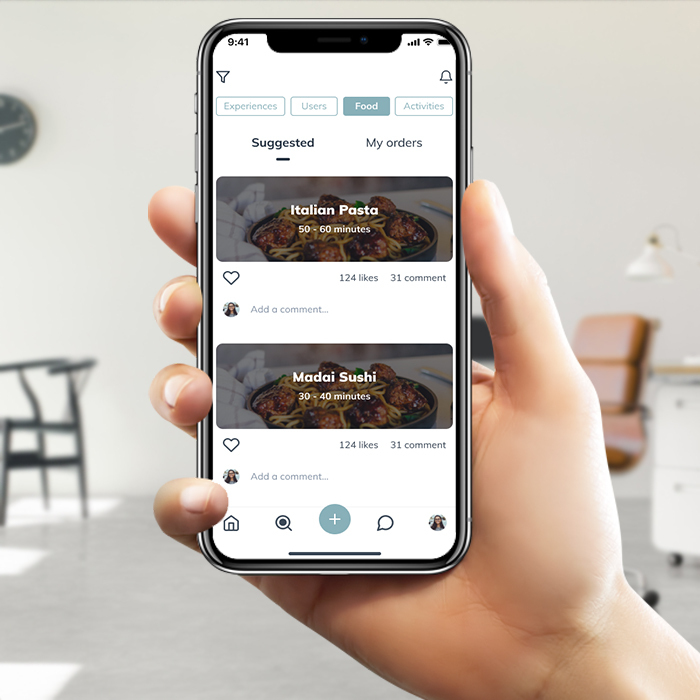 9:41
Experiences Users Food Activities
Suggested My orders
Italian Pasta
50 - 60 minutes
124 likes 31 comment
Add a comment...
Madai Sushi
30 - 40 minutes
124 likes 31 comment
Add a comment...